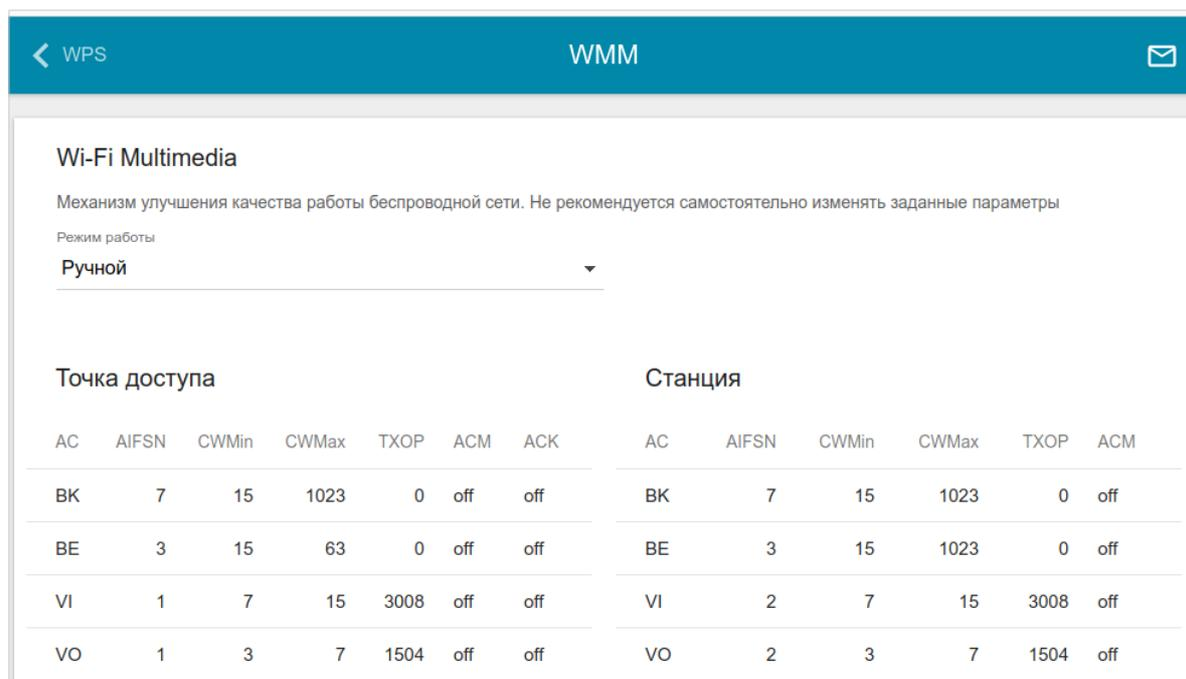 WPS WMM
Wi-Fi Multimedia
Механизм улучшения качества работы беспроводной сети. Не рекомендуется самостоятельно изменять заданные параметры
Режим работы
Ручной
Точка доступа
AC AIFSN CWMin CWMax TXOP ACM ACK
BK 7 15 1023 0 off off
BE 3 15 63 0 off off
VI 1 7 15 3008 off off
VO 1 3 7 1504 off off
Станция
AC AIFSN CWMin CWMax TXOP ACM
BK 7 15 1023 0 off
BE 3 15 1023 0 off
VI 2 7 15 3008 off
VO 2 3 7 1504 off